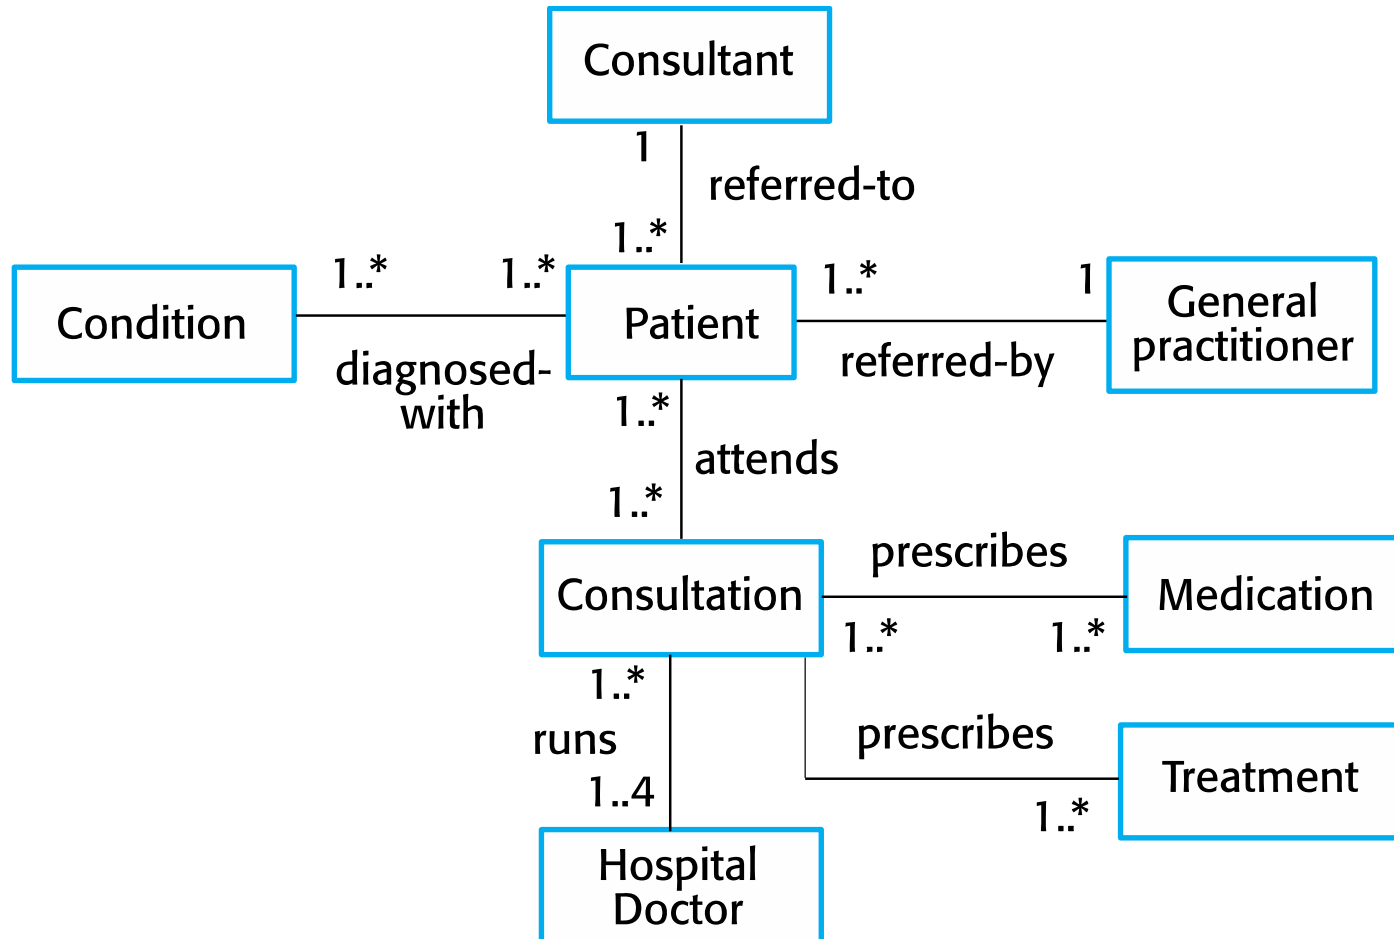 Consultant
1
referred-to
1..*
1..*
1..*
1..*
1
Condition
Patient
General
practitioner
diagnosed-
with
referred-by
1..*
attends
1..*
prescribes
Consultation
Medication
1..*
1..*
1..*
runs
prescribes
1..4
Treatment
1..*
Hospital
Doctor